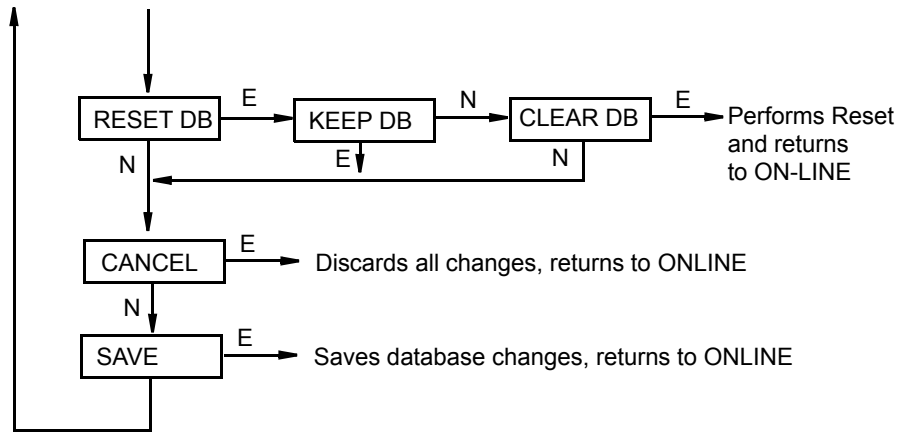 RESET DB
E
KEEP DB
N
CLEAR DB
E
Performs Reset
and returns
to ON-LINE
N
E
N
CANCEL
E
Discards all changes, returns to ONLINE
N
SAVE
E
Saves database changes, returns to ONLINE